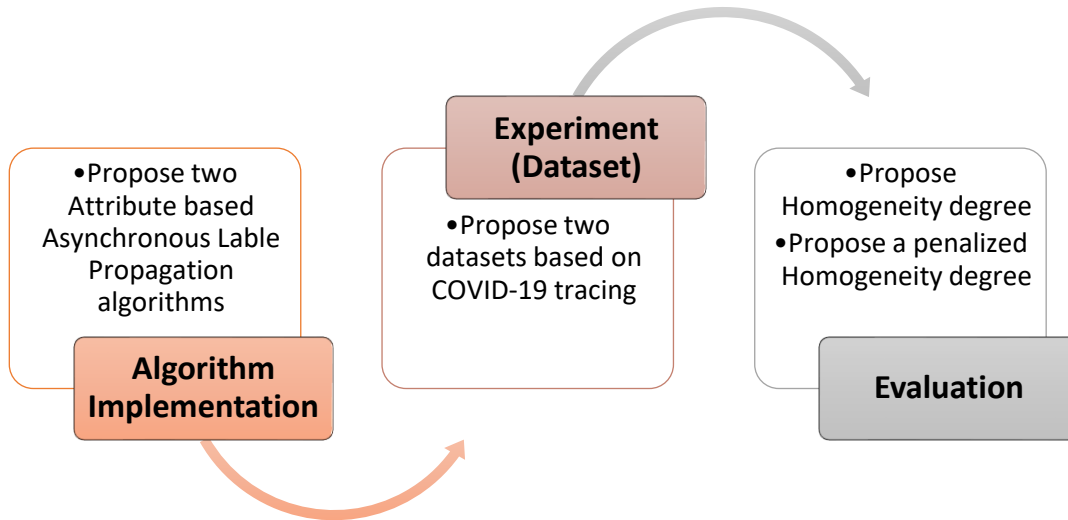 •Propose two
Attribute based
Asynchronous Lable
Propagation
algorithms
Algorithm
Implementation
Experiment
(Dataset)
•Propose two
datasets based on
COVID-19 tracing
•Propose
Homogeneity degree
•Propose a penalized
Homogeneity degree
Evaluation